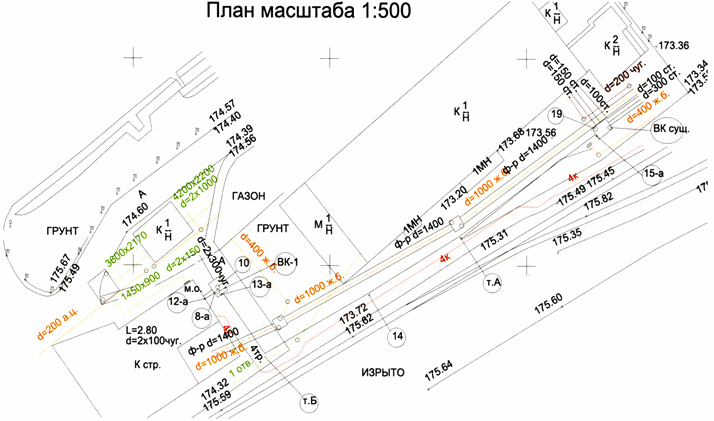 План масштаба 1:500
К 1/Н
К 2/Н
173.36
173.34
d=150 ст.
d=150 ст.
d=100ст.
d=200 чуг.
d=100 ст.
d=300 ст.
d=400 ж.б.
19
ВК сущ.
15-а
К 1/Н
173.68
173.56
1МН
ф-р d=1400
d=1000 ж.б.
173.20
1МН
ф-р d=1400
4к
175.49
175.45
175.82
175.31
175.35
4к
т.А
174.57
174.40
174.39
174.56
А
4200х2200
d=2х1000
ГАЗОН
174.60
К 1/Н
ГРУНТ
ГРУНТ
М 1/Н
3800х2170
175.67
175.49
d=2х150
d=2х300чуг.
d=400 ж.б.
1450х900
10
ВК-1
13-а
м.о.
12-а
8-а
d=200 а.ц.
d=1000 ж.б.
L=2.80
d=2х100чуг.
К стр.
ф-р d=1400
d=1000 ж.б.
4тр.
1 отв
173.72
175.62
14
175.60
ИЗРЫТО
175.64
174.32
175.59
т.Б